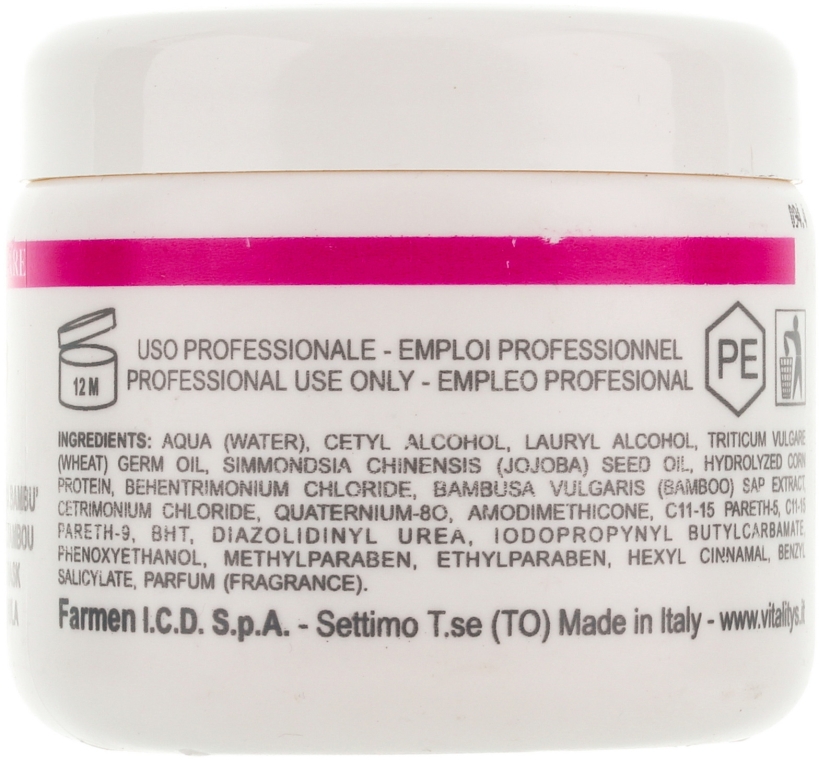 12 M
USO PROFESSIONALE - EMPLOI PROFESSIONNEL
PROFESSIONAL USE ONLY - EMPLEO PROFESIONAL
PE
INGREDIENTS: AQUA (WATER), CETYL ALCOHOL, LAURYL ALCOHOL, TRITICUM VULGARE
(WHEAT) GERM OIL, SIMMONDSIA CHINENSIS (JOJOBA) SEED OIL, HYDROLYZED CORN
PROTEIN, BEHENTRIMONIUM CHLORIDE, BAMBUSA VULGARIS (BAMBOO) SAP EXTRACT,
CETRIMONIUM CHLORIDE, QUATERNIUM-80, AMODIMETHICONE, C11-15 PARETH-5, C11-15
PARETH-9, BHT, DIAZOLIDINYL UREA, IODOPROPYNYL BUTYLCARBAMATE,
PHENOXYETHANOL, METHYLPARABEN, ETHYLPARABEN, HEXYL CINNAMAL, BENZYL
SALICYLATE, PARFUM (FRAGRANCE).
Farmen I.C.D. S.p.A. - Settimo T.se (TO) Made in Italy - www.vitalitys.it